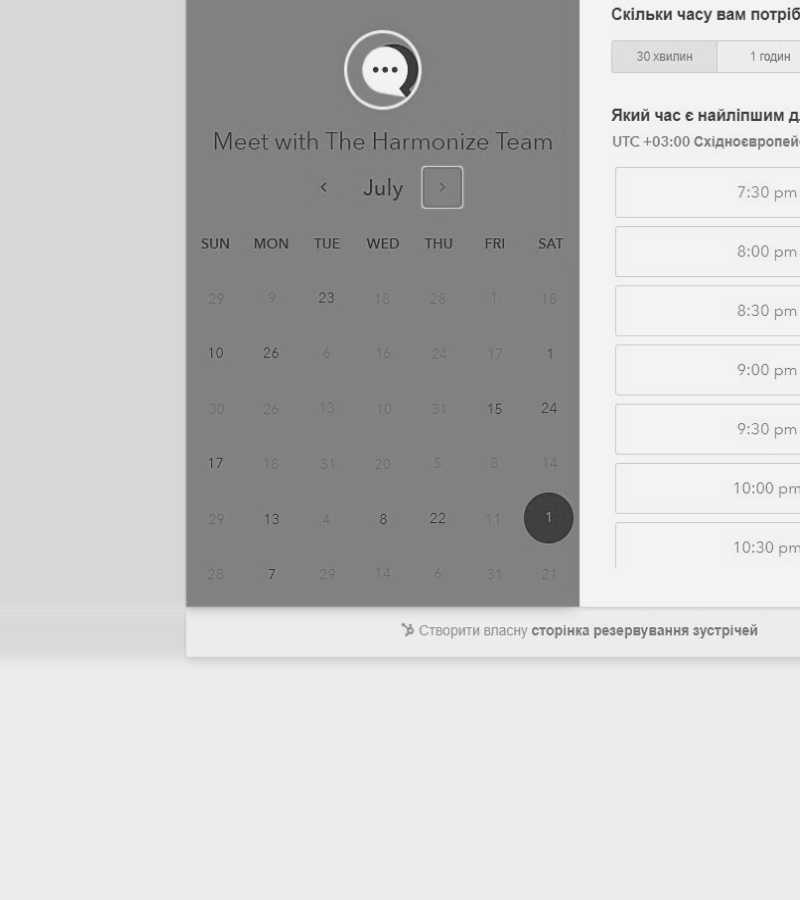 Meet with The Harmonize Team
July
SUN MON TUE WED THU FRI SAT
29 9 23 18 28 1 18
10 26 6 16 24 17 1
30 26 13 10 31 15 24
17 18 31 20 5 8 14
29 13 4 8 22 11 1
28 7 29 14 6 31 21
Скільки часу вам потріб
30 хвилин 1 годин
Який час є найліпшим д
UTC +03:00 Східноєвропей
7:30 pm
8:00 pm
8:30 pm
9:00 pm
9:30 pm
10:00 pm
10:30 pm
Створити власну сторінка резервування зустрічей